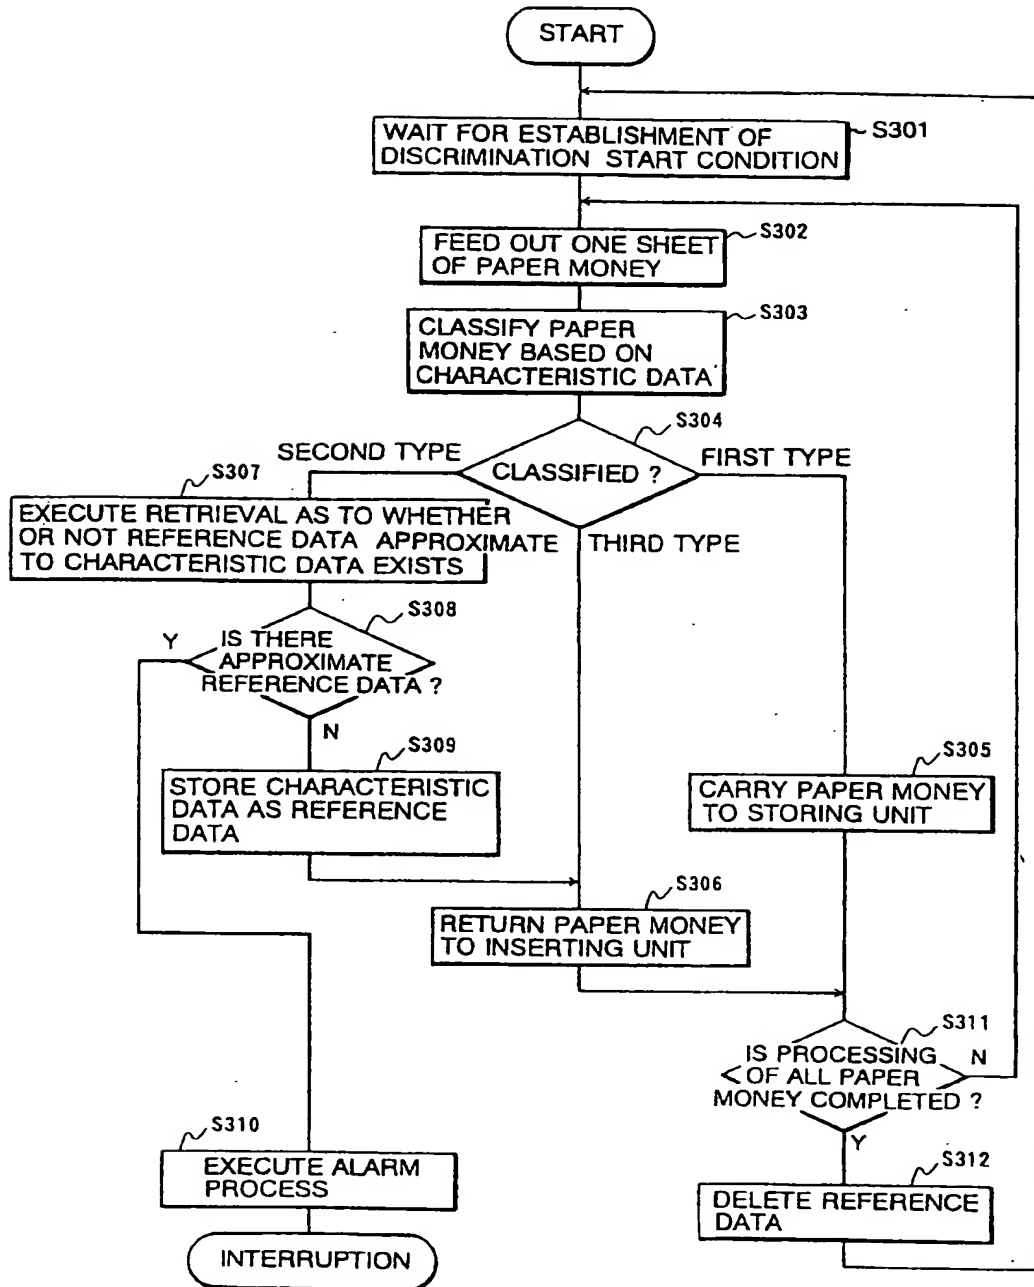 START
WAIT FOR ESTABLISHMENT OF
DISCRIMINATION START CONDITION
S301
FEED OUT ONE SHEET
OF PAPER MONEY
S302
CLASSIFY PAPER
MONEY BASED ON
CHARACTERISTIC DATA
S303
S304
CLASSIFIED ?
SECOND TYPE
FIRST TYPE
THIRD TYPE
S307
EXECUTE RETRIEVAL AS TO WHETHER
OR NOT REFERENCE DATA APPROXIMATE
TO CHARACTERISTIC DATA EXISTS
S308
Y
IS THERE
APPROXIMATE
REFERENCE DATA ?
N
S309
STORE CHARACTERISTIC
DATA AS REFERENCE
DATA
S305
CARRY PAPER MONEY
TO STORING UNIT
S306
RETURN PAPER MONEY
TO INSERTING UNIT
S311
IS PROCESSING
OF ALL PAPER
MONEY COMPLETED ?
N
Y
S310
EXECUTE ALARM
PROCESS
S312
DELETE REFERENCE
DATA
INTERRUPTION